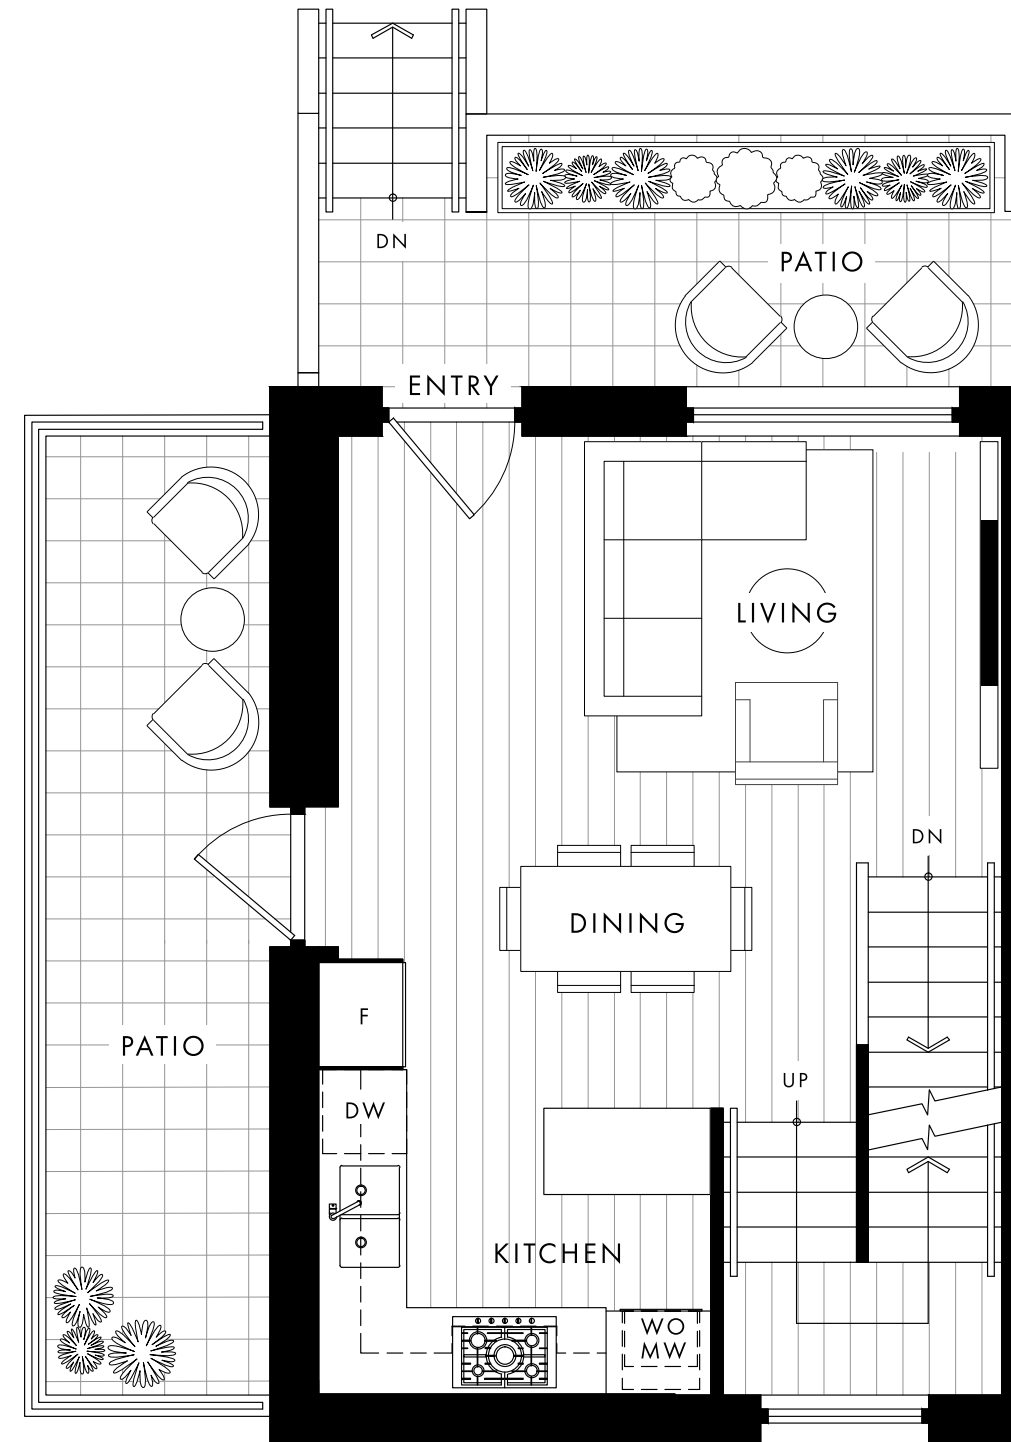 DN
PATIO
ENTRY
LIVING
DN
DINING
F
PATIO
UP
DW
KITCHEN
WO
MW